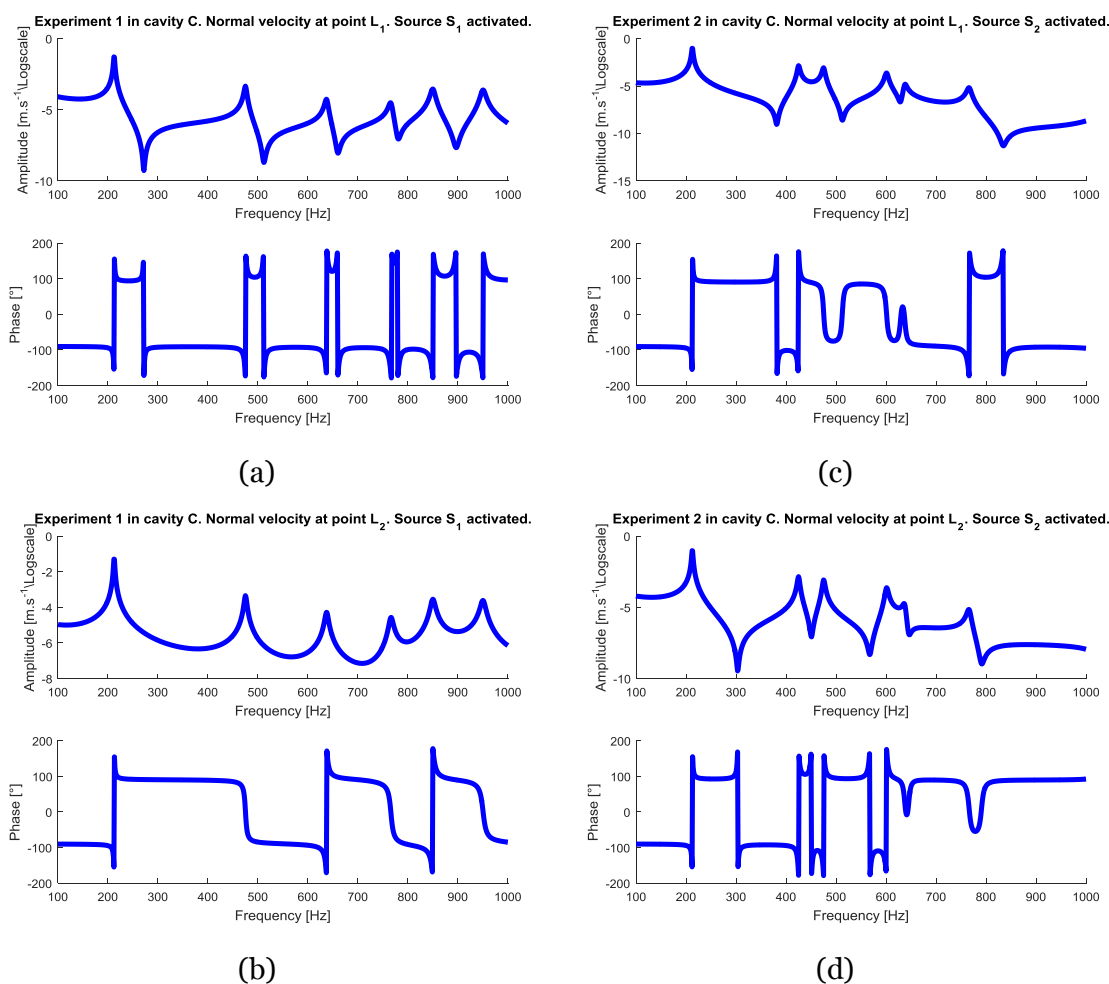 Experiment 1 in cavity C. Normal velocity at point L1. Source S1 activated.
Amplitude [m.s-1\Logscale]
0
-5
-10
100 200 300 400 500 600 700 800 900 1000
Frequency [Hz]
Phase [°]
200
100
0
-100
-200
100 200 300 400 500 600 700 800 900 1000
Frequency [Hz]
(a)
Experiment 2 in cavity C. Normal velocity at point L1. Source S2 activated.
Amplitude [m.s-1\Logscale]
0
-5
-10
-15
100 200 300 400 500 600 700 800 900 1000
Frequency [Hz]
Phase [°]
200
100
0
-100
-200
100 200 300 400 500 600 700 800 900 1000
Frequency [Hz]
(c)
Experiment 1 in cavity C. Normal velocity at point L2. Source S1 activated.
Amplitude [m.s-1\Logscale]
0
-2
-4
-6
-8
100 200 300 400 500 600 700 800 900 1000
Frequency [Hz]
Phase [°]
200
100
0
-100
-200
100 200 300 400 500 600 700 800 900 1000
Frequency [Hz]
(b)
Experiment 2 in cavity C. Normal velocity at point L2. Source S2 activated.
Amplitude [m.s-1\Logscale]
0
-5
-10
100 200 300 400 500 600 700 800 900 1000
Frequency [Hz]
Phase [°]
200
100
0
-100
-200
100 200 300 400 500 600 700 800 900 1000
Frequency [Hz]
(d)